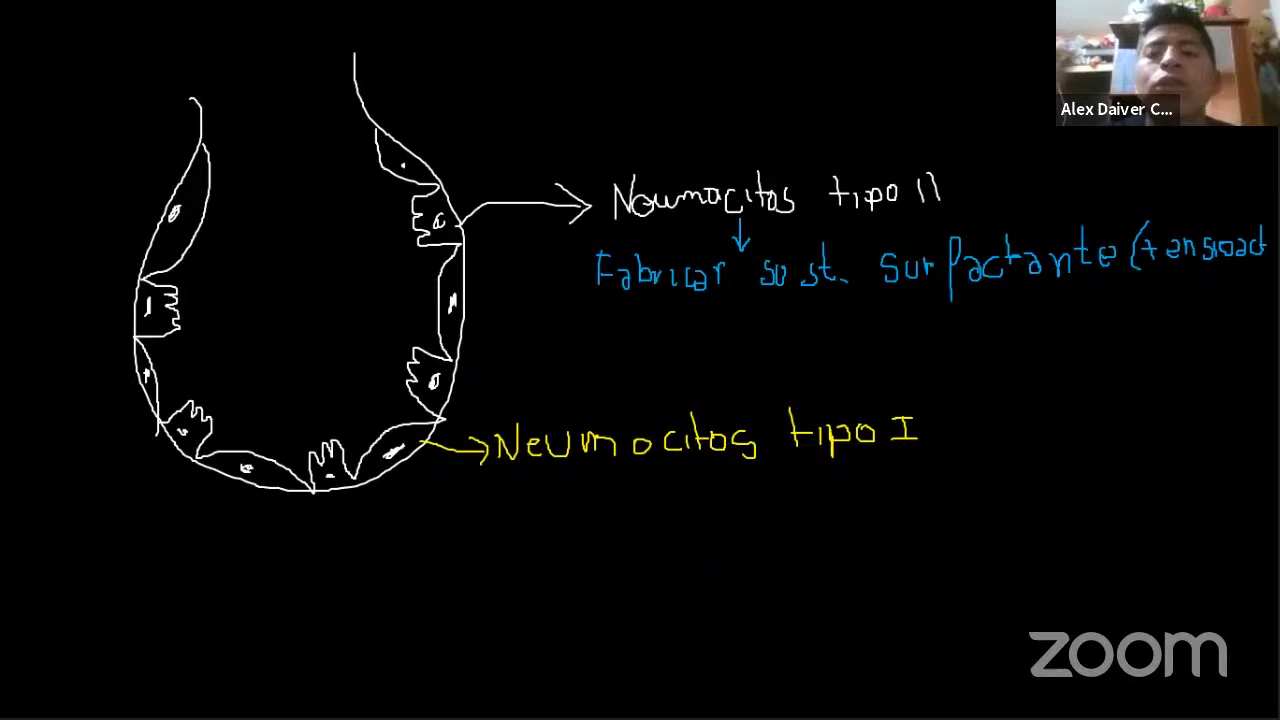 Alex Daiver C...
Neumocitos tipo II
Fabricar sust. surfactante (tensioact
Neumocitos tipo I
zoom